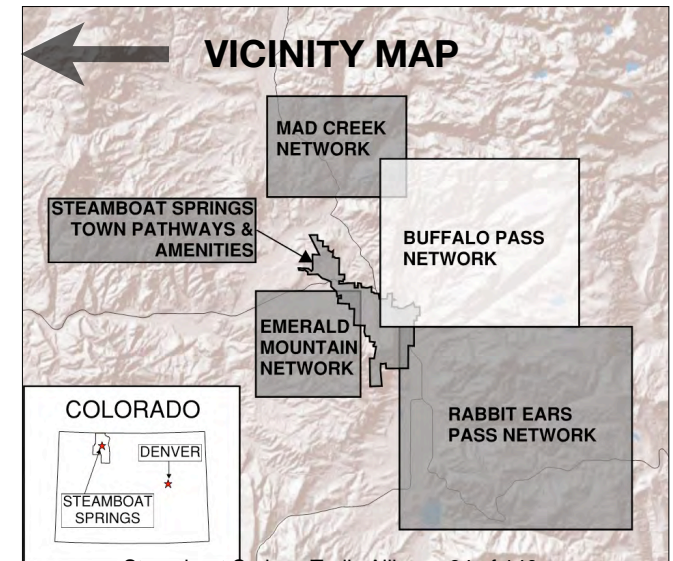 VICINITY MAP
MAD CREEK
NETWORK
STEAMBOAT SPRINGS
TOWN PATHWAYS &
AMENITIES
BUFFALO PASS
NETWORK
EMERALD
MOUNTAIN
NETWORK
RABBIT EARS
PASS NETWORK
COLORADO
DENVER
STEAMBOAT
SPRINGS